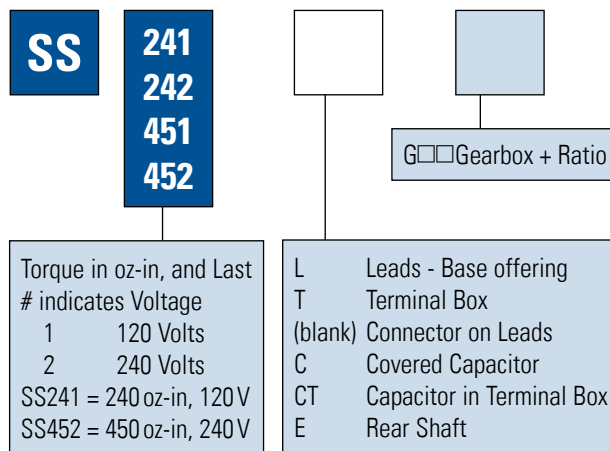 SS
241
242
451
452
G□□Gearbox + Ratio
Torque in oz-in, and Last
# indicates Voltage
1 120 Volts
2 240 Volts
SS241 = 240 oz-in, 120 V
SS452 = 450 oz-in, 240 V
L Leads - Base offering
T Terminal Box
(blank) Connector on Leads
C Covered Capacitor
CT Capacitor in Terminal Box
E Rear Shaft